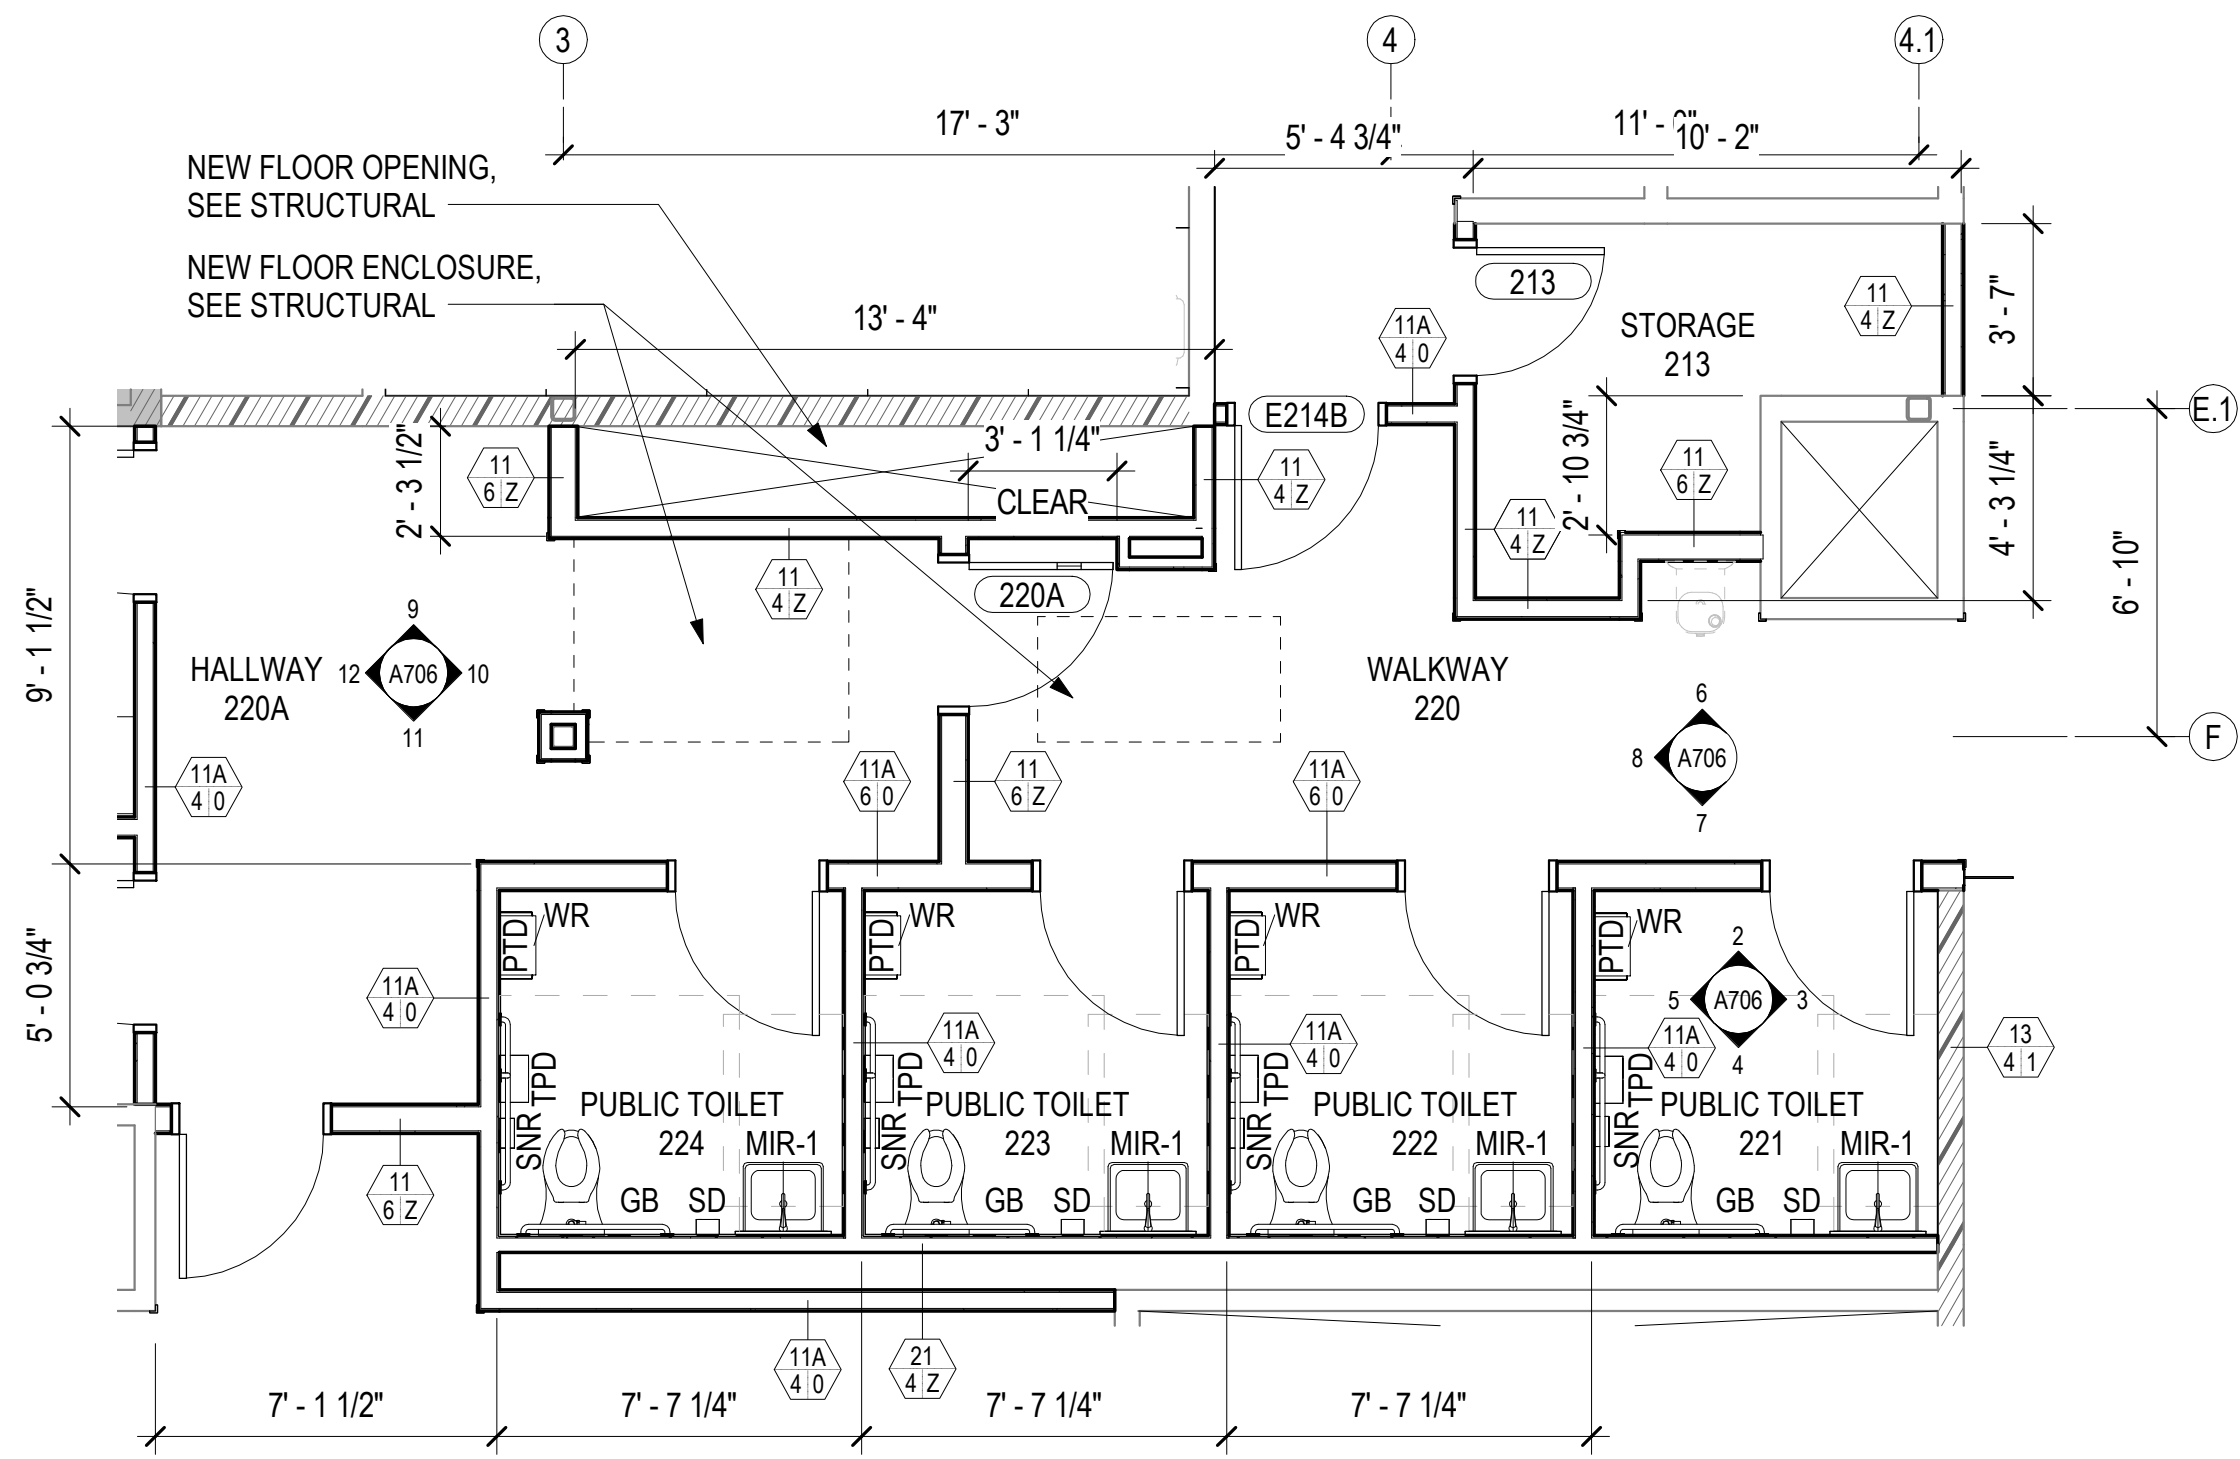 3
4
4.1
17' - 3"
5' - 4 3/4"
10' - 2"
NEW FLOOR OPENING,
SEE STRUCTURAL
NEW FLOOR ENCLOSURE,
SEE STRUCTURAL
13' - 4"
213
STORAGE
213
11
4 Z
3' - 7"
11A
4 0
E.1
E214B
2' - 3 1/2"
3' - 1 1/4"
CLEAR
11
6 Z
11
4 Z
11
4 Z
2' - 10 3/4"
11
6 Z
4' - 3 1/4"
6' - 10"
11
4 Z
220A
9' - 1 1/2"
HALLWAY
220A
9
12 A706 10
11
WALKWAY
220
6
8 A706
7
F
11A
4 0
11A
6 0
11
6 Z
11A
6 0
5' - 0 3/4"
PTD
WR
PTD
WR
PTD
WR
PTD
WR
2
5 A706 3
4
11A
4 0
11A
4 0
11A
4 0
11A
4 0
13
4 1
SNR
TPD
PUBLIC TOILET
224
MIR-1
GB
SD
SNR
TPD
PUBLIC TOILET
223
MIR-1
GB
SD
SNR
TPD
PUBLIC TOILET
222
MIR-1
GB
SD
SNR
TPD
PUBLIC TOILET
221
MIR-1
GB
SD
11
6 Z
11A
4 0
21
4 Z
7' - 1 1/2"
7' - 7 1/4"
7' - 7 1/4"
7' - 7 1/4"